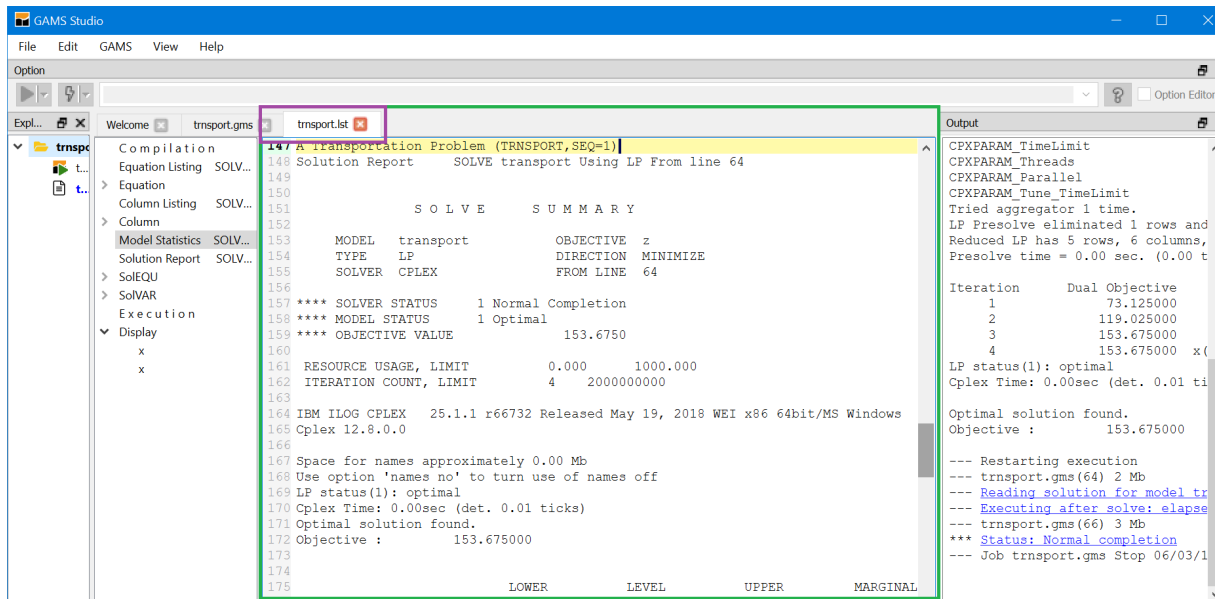 GAMS Studio
File Edit GAMS View Help
Option
Option Editor
Expl...
Welcome trnsport.gms trnsport.lst
trnspo
t...
t...
Compilation
Equation Listing SOLV...
Equation
Column Listing SOLV...
Column
Model Statistics SOLV...
Solution Report SOLV...
SolEQU
SolVAR
Execution
Display
x
x
147 A Transportation Problem (TRNSPORT,SEQ=1)
148 Solution Report SOLVE transport Using LP From line 64
149
150
151 S O L V E S U M M A R Y
152
153 MODEL transport OBJECTIVE z
154 TYPE LP DIRECTION MINIMIZE
155 SOLVER CPLEX FROM LINE 64
156
157 **** SOLVER STATUS 1 Normal Completion
158 **** MODEL STATUS 1 Optimal
159 **** OBJECTIVE VALUE 153.6750
160
161 RESOURCE USAGE, LIMIT 0.000 1000.000
162 ITERATION COUNT, LIMIT 4 2000000000
163
164 IBM ILOG CPLEX 25.1.1 r66732 Released May 19, 2018 WEI x86 64bit/MS Windows
165 Cplex 12.8.0.0
166
167 Space for names approximately 0.00 Mb
168 Use option 'names no' to turn use of names off
169 LP status(1): optimal
170 Cplex Time: 0.00sec (det. 0.01 ticks)
171 Optimal solution found.
172 Objective : 153.675000
173
174
175 LOWER LEVEL UPPER MARGINAL
Output
CPXPARAM_TimeLimit
CPXPARAM_Threads
CPXPARAM_Parallel
CPXPARAM_Tune_TimeLimit
Tried aggregator 1 time.
LP Presolve eliminated 1 rows and
Reduced LP has 5 rows, 6 columns,
Presolve time = 0.00 sec. (0.00 t
Iteration Dual Objective
1 73.125000
2 119.025000
3 153.675000
4 153.675000 x(
LP status(1): optimal
Cplex Time: 0.00sec (det. 0.01 ti
Optimal solution found.
Objective : 153.675000
--- Restarting execution
--- trnsport.gms(64) 2 Mb
--- Reading solution for model tr
--- Executing after solve: elapse
--- trnsport.gms(66) 3 Mb
*** Status: Normal completion
--- Job trnsport.gms Stop 06/03/1